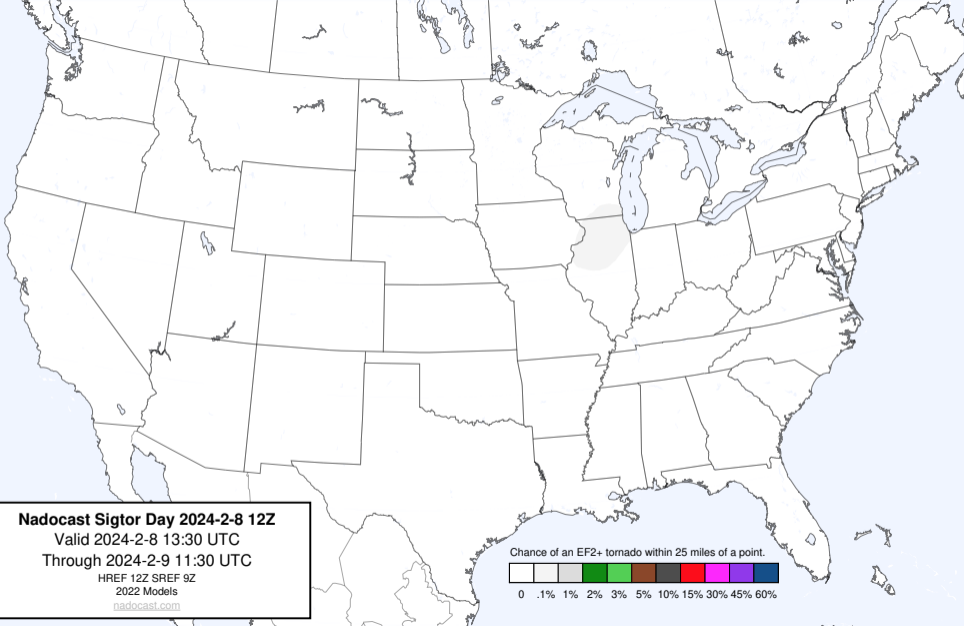 Nadocast Sigtor Day 2024-2-8 12Z
Valid 2024-2-8 13:30 UTC
Through 2024-2-9 11:30 UTC
HREF 12Z SREF 9Z
2022 Models
nadocast.com
Chance of an EF2+ tornado within 25 miles of a point.
0 .1% 1% 2% 3% 5% 10% 15% 30% 45% 60%